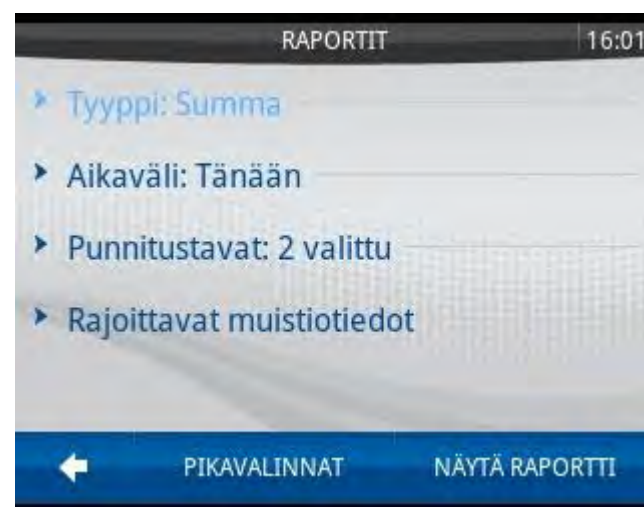 RAPORTIT 16:01
Tyyppi: Summa
Aikaväli: Tänään
Punnitustavat: 2 valittu
Rajoittavat muistiotiedot
PIKAVALINNAT NÄYTÄ RAPORTTI